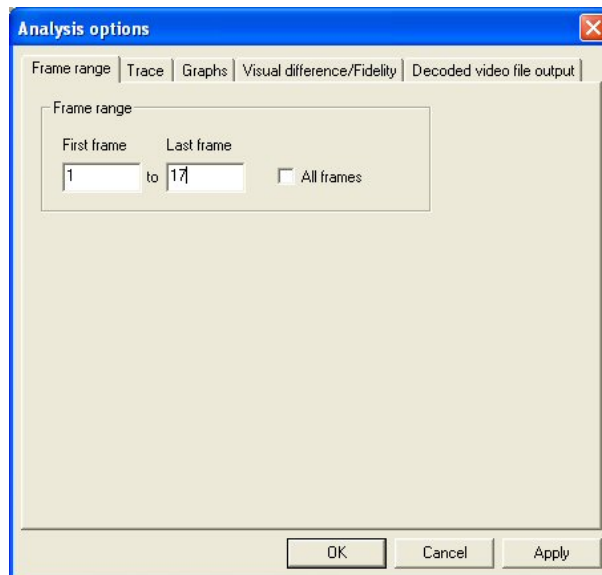 Analysis options
Frame range Trace Graphs Visual difference/Fidelity Decoded video file output
Frame range
First frame Last frame
1 to 17 All frames
OK Cancel Apply